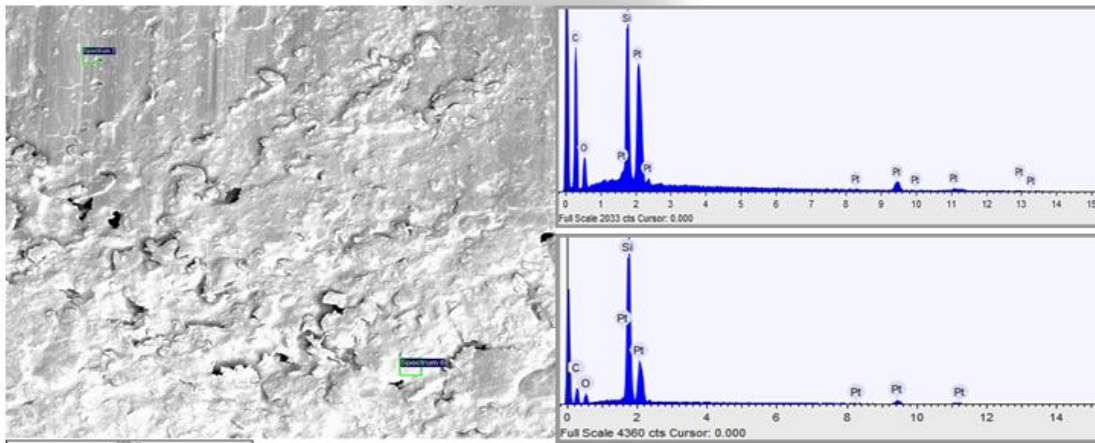 Spectrum
C
Si
Pt
O
Pt
Pt
Pt
Pt
Pt
Pt
Pt
Pt
0 1 2 3 4 5 6 7 8 9 10 11 12 13 14 15
Full Scale 2033 cts Cursor: 0.000
Spectrum
Si
Pt
Pt
C
O
Pt
Pt
Pt
0 2 4 6 8 10 12 14
Full Scale 4360 cts Cursor: 0.000